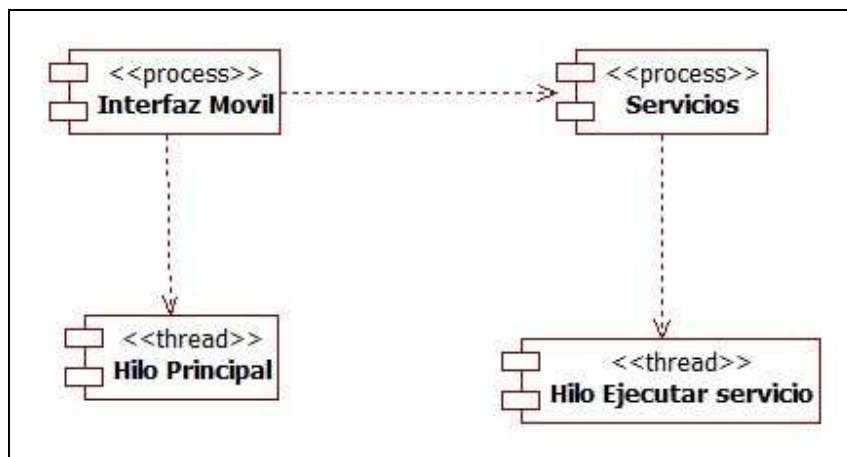 <<process>>
Interfaz Movil
<<process>>
Servicios
<<thread>>
Hilo Principal
<<thread>>
Hilo Ejecutar servicio